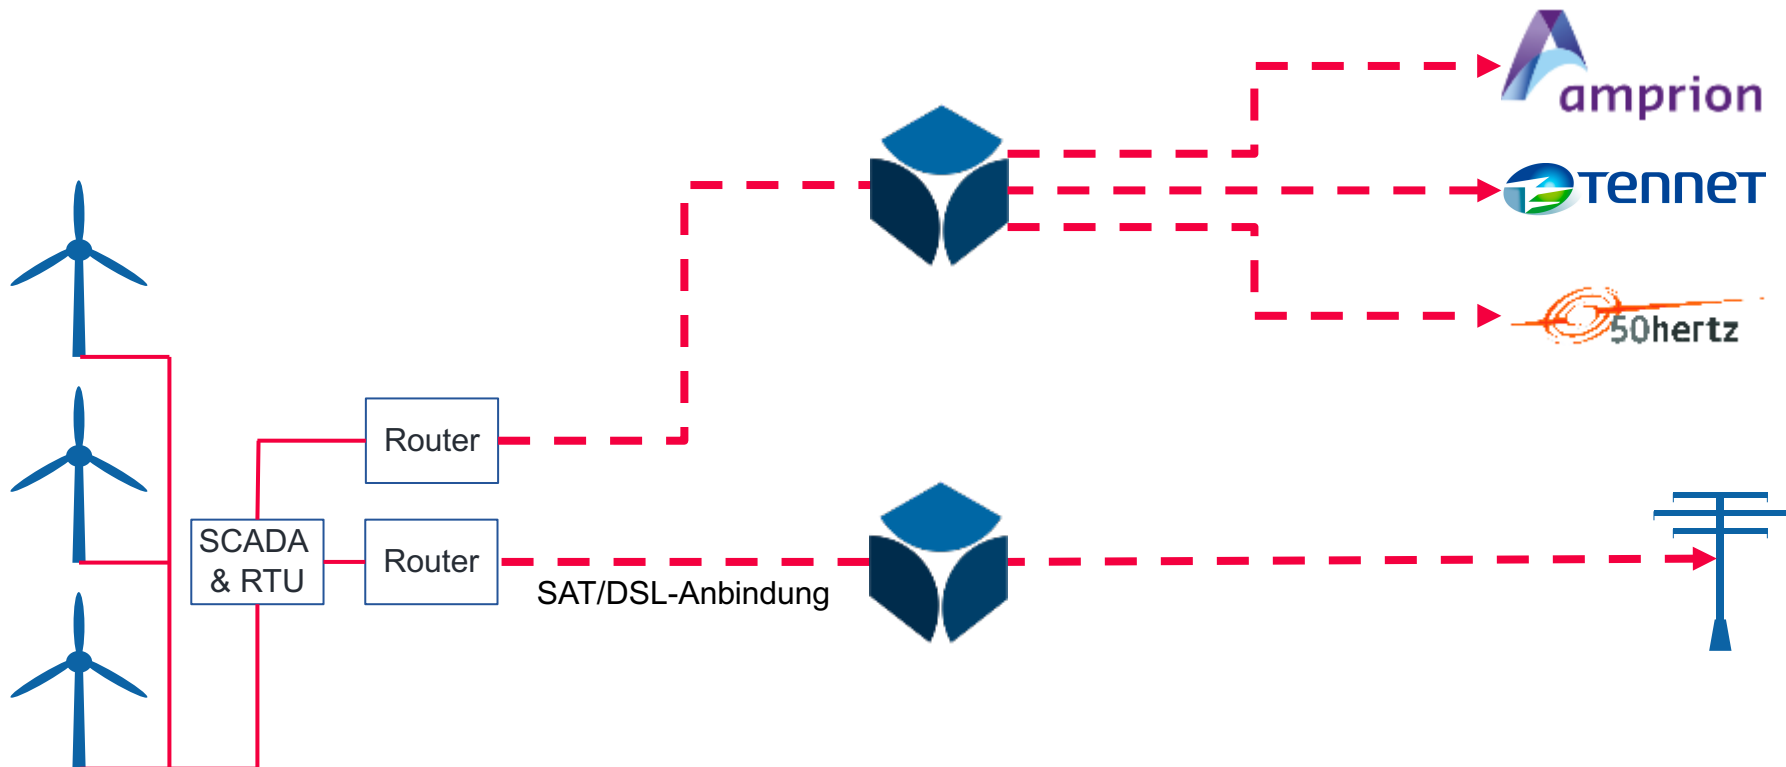 amprion
TenneT
50hertz
Router
SCADA
& RTU
Router
SAT/DSL-Anbindung